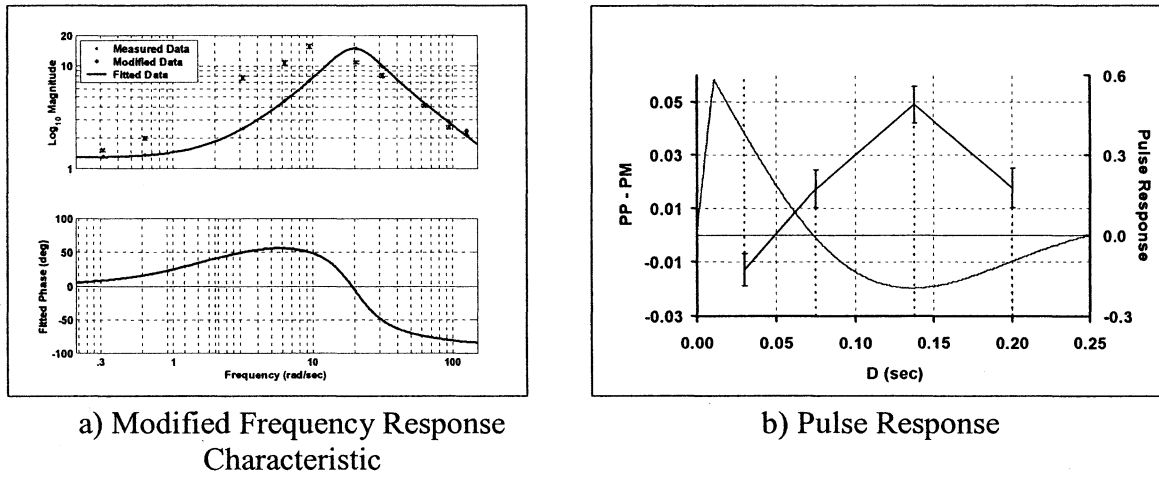 20
10
1
Log10 Magnitude
Measured Data
Modified Data
Fitted Data
100
50
0
-50
-100
Fitted Phase (deg)
.3
1
10
100
Frequency (rad/sec)
a) Modified Frequency Response
Characteristic
0.05
0.03
0.01
-0.01
-0.03
PP - PM
0.6
0.3
0.0
-0.3
Pulse Response
0.00
0.05
0.10
0.15
0.20
0.25
D (sec)
b) Pulse Response